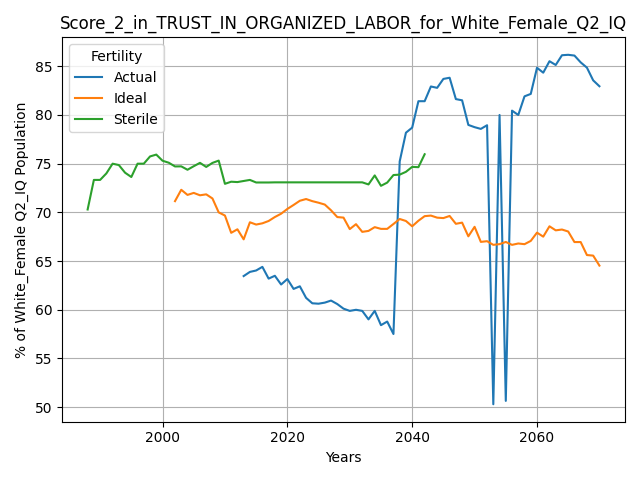 Score_2_in_TRUST_IN_ORGANIZED_LABOR_for_White_Female_Q2_IQ
Fertility
Actual
Ideal
Sterile
% of White_Female Q2_IQ Population
85
80
75
70
65
60
55
50
2000
2020
2040
2060
Years